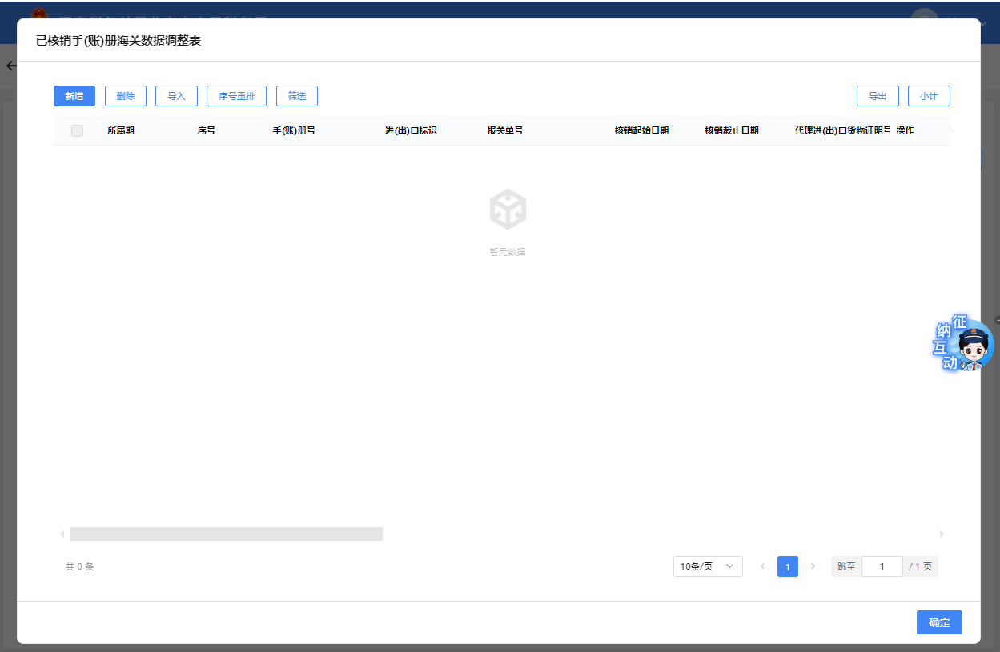 已核销手(账)册海关数据调整表
新增 删除 导入 序号重排 筛选 导出 小计
所属期 序号 手(账)册号 进(出)口标识 报关单号 核销起始日期 核销截止日期 代理进(出)口货物证明号 操作
暂无数据
征纳互动
共 0 条 10条/页 1 跳至 1 / 1 页
确定